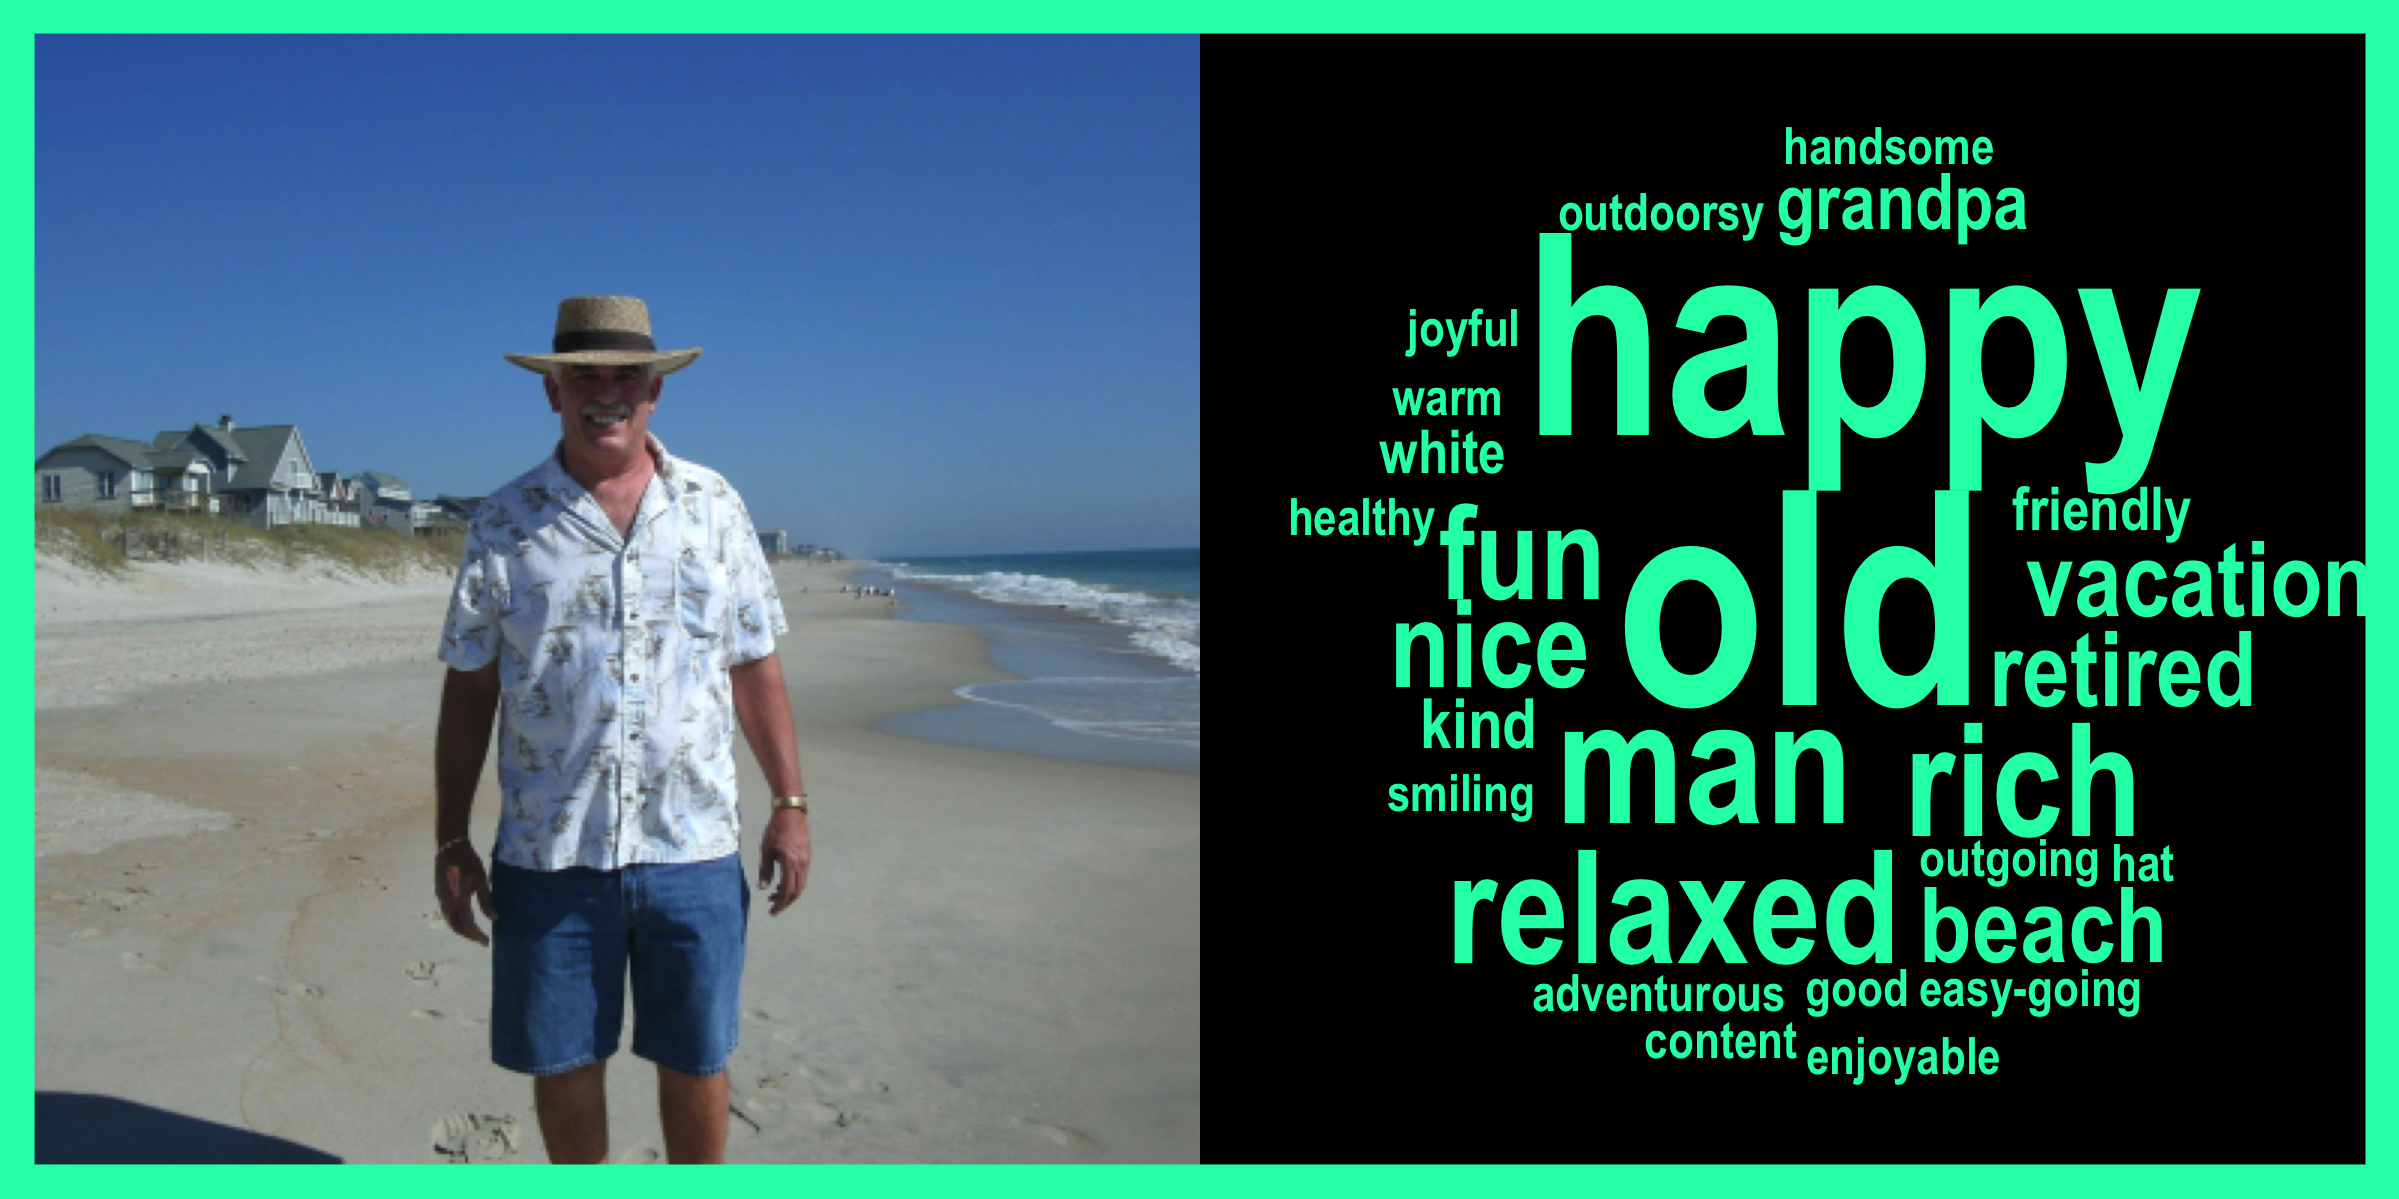 handsome
outdoorsy grandpa
happy
joyful
warm
white
healthy fun old friendly
vacation
nice retired
kind man rich
smiling
relaxed outgoing hat
beach
adventurous good easy-going
content enjoyable